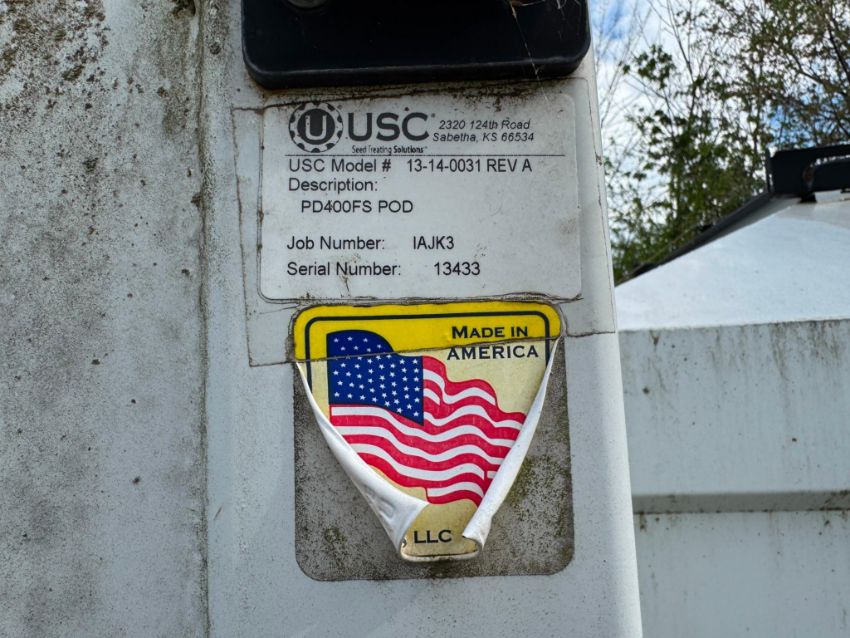 U USC 2320 124th Road
Sabetha, KS 66534
Seed Treating Solutions™
USC Model # 13-14-0031 REV A
Description:
PD400FS POD
Job Number: IAJK3
Serial Number: 13433
MADE IN
AMERICA
LLC